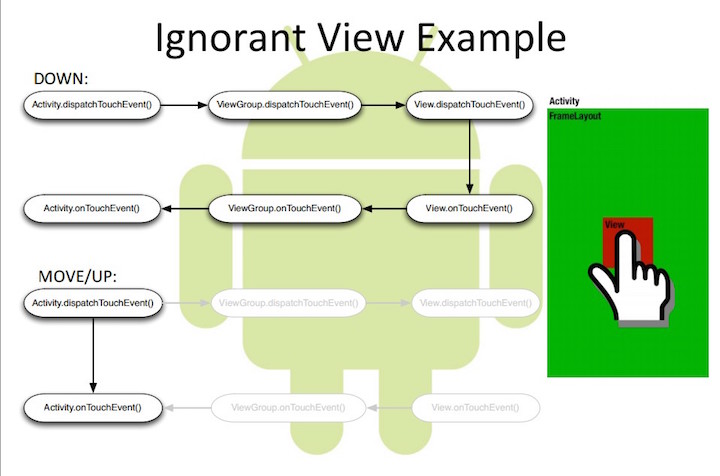 Ignorant View Example
DOWN:
Activity.dispatchTouchEvent()
ViewGroup.dispatchTouchEvent()
View.dispatchTouchEvent()
Activity.onTouchEvent()
ViewGroup.onTouchEvent()
View.onTouchEvent()
MOVE/UP:
Activity.dispatchTouchEvent()
ViewGroup.dispatchTouchEvent()
View.dispatchTouchEvent()
Activity.onTouchEvent()
ViewGroup.onTouchEvent()
View.onTouchEvent()
Activity
FrameLayout
View